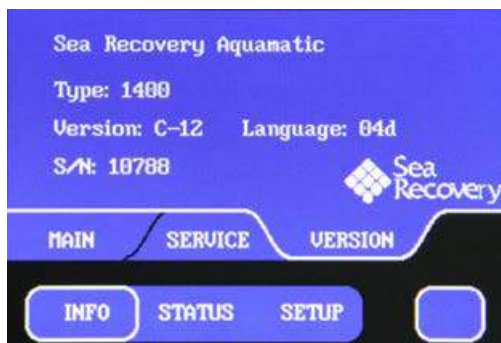 Sea Recovery Aquamatic
Type: 1400
Version: C-12 Language: 04d
S/N: 10788
Sea
Recovery
MAIN SERVICE VERSION
INFO STATUS SETUP